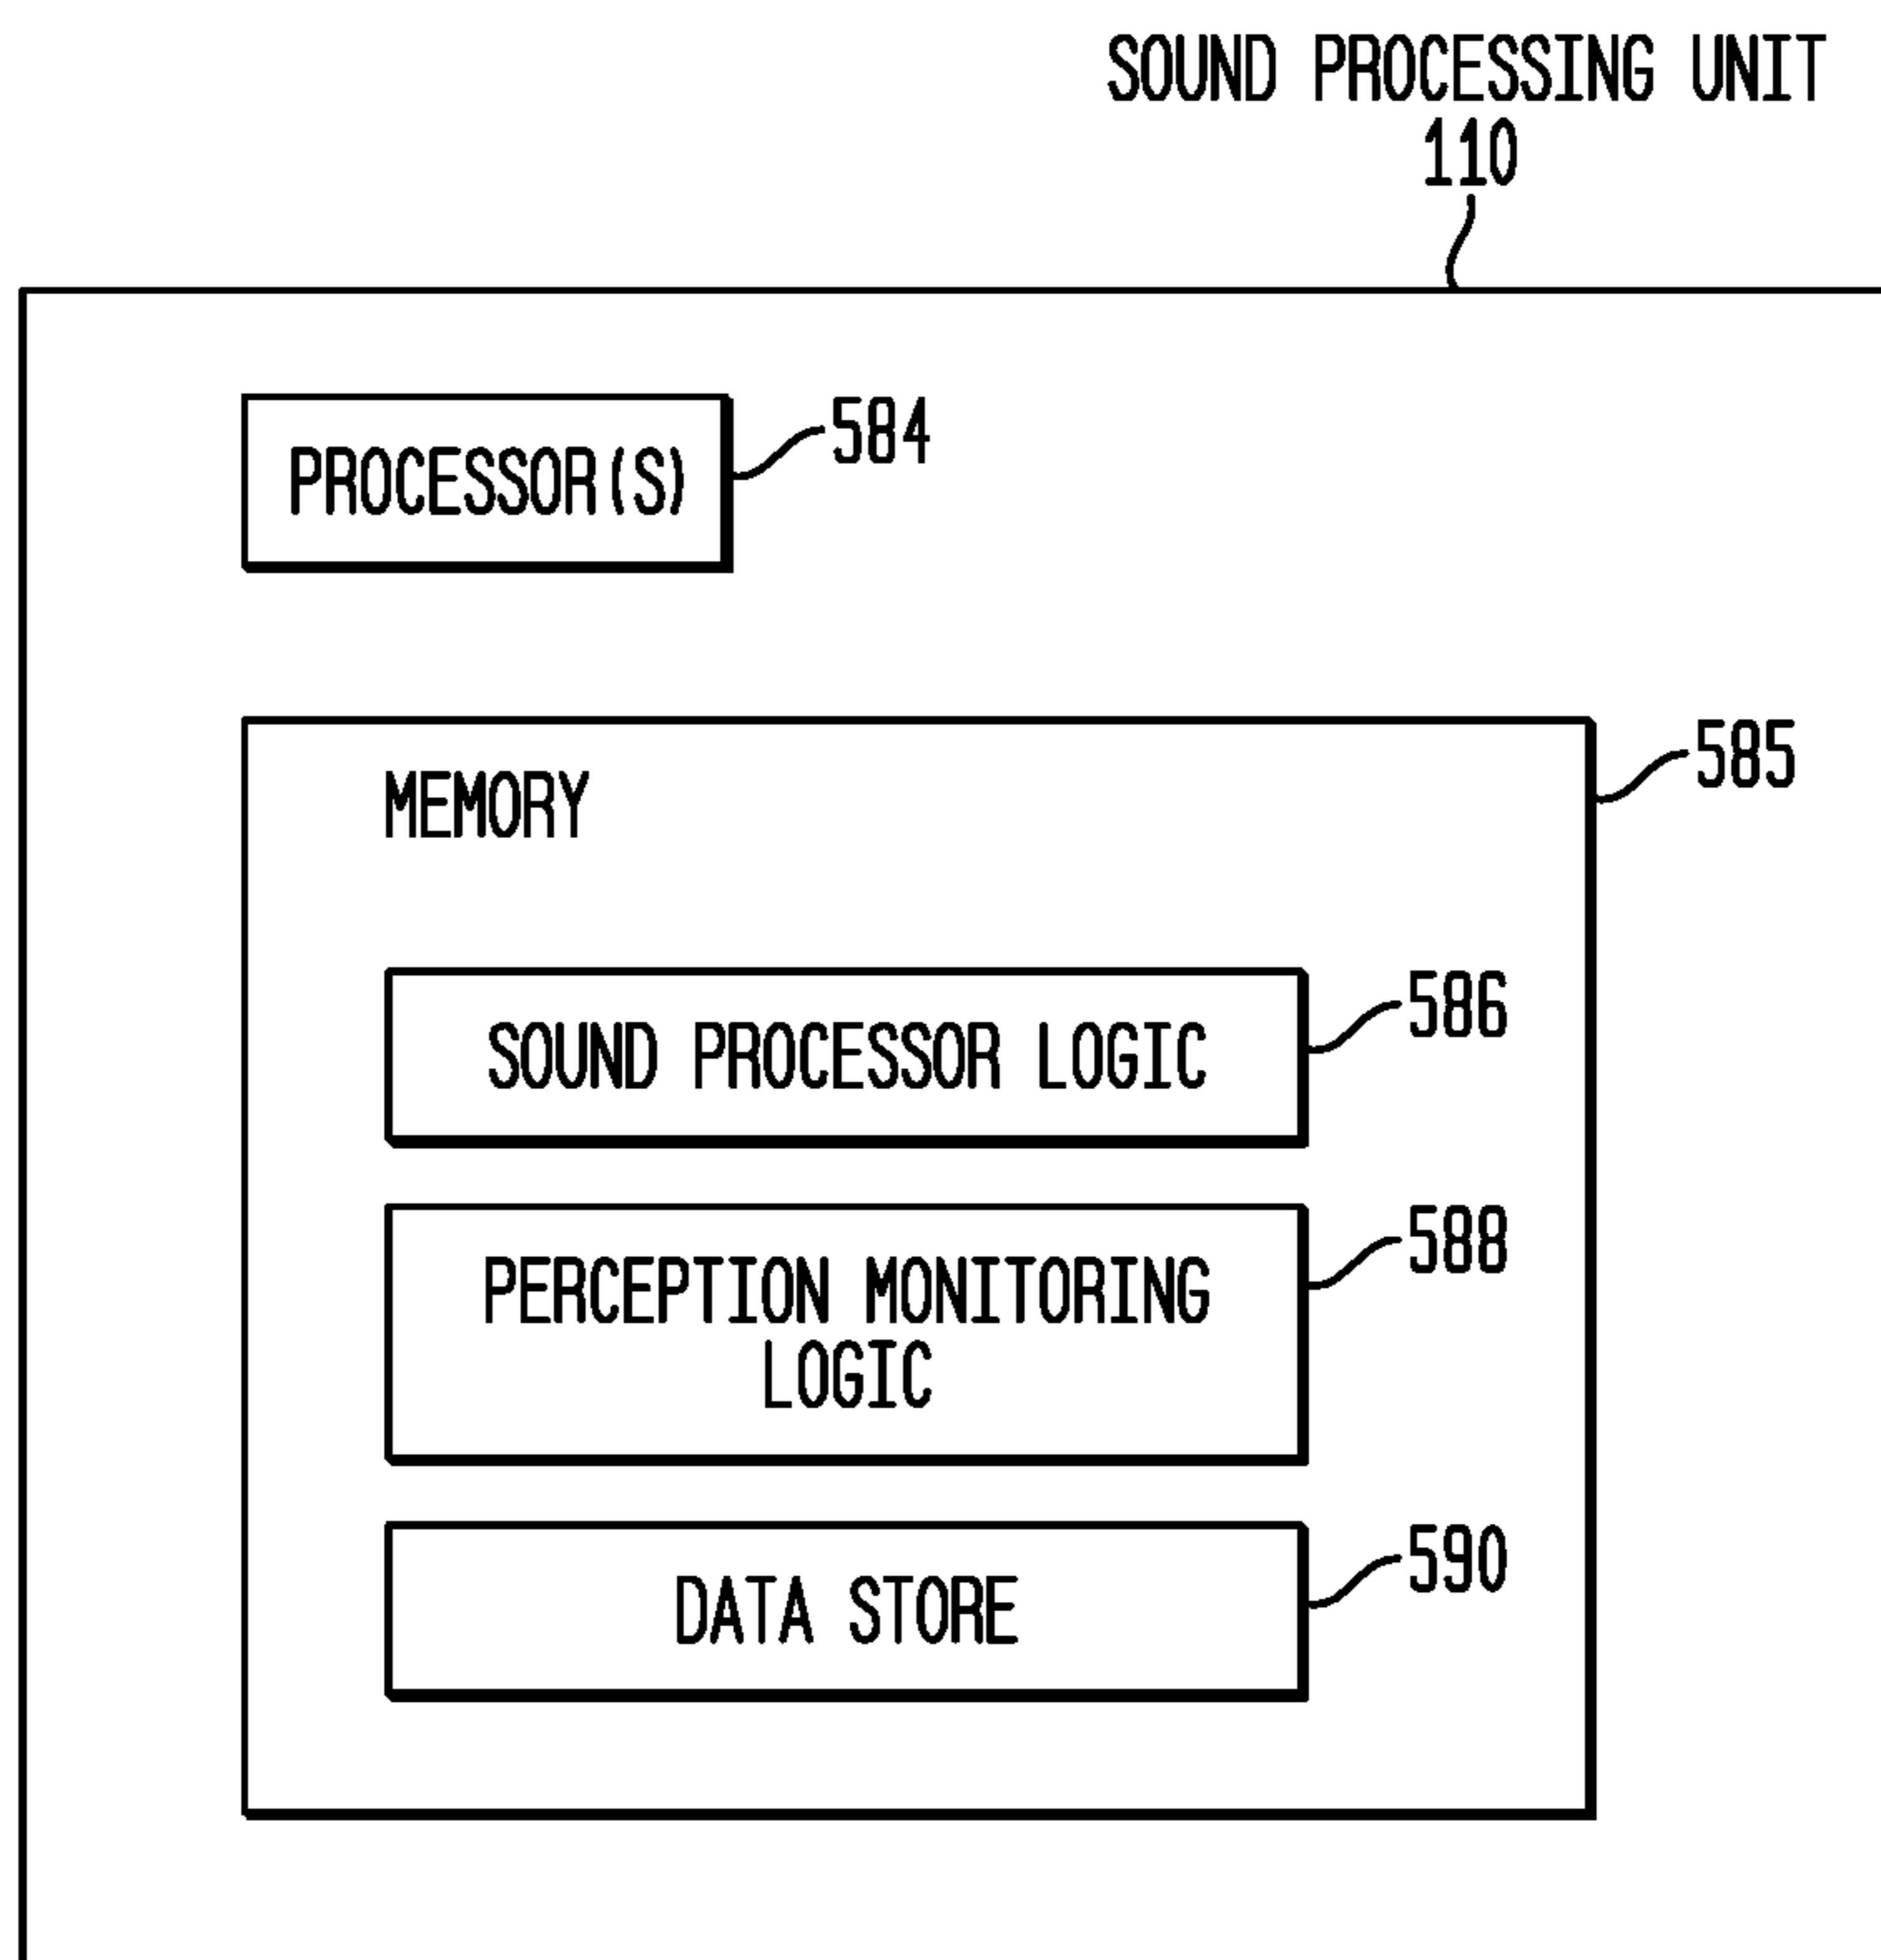 SOUND PROCESSING UNIT
110
PROCESSOR(S)
584
MEMORY
585
SOUND PROCESSOR LOGIC
586
PERCEPTION MONITORING
LOGIC
588
DATA STORE
590